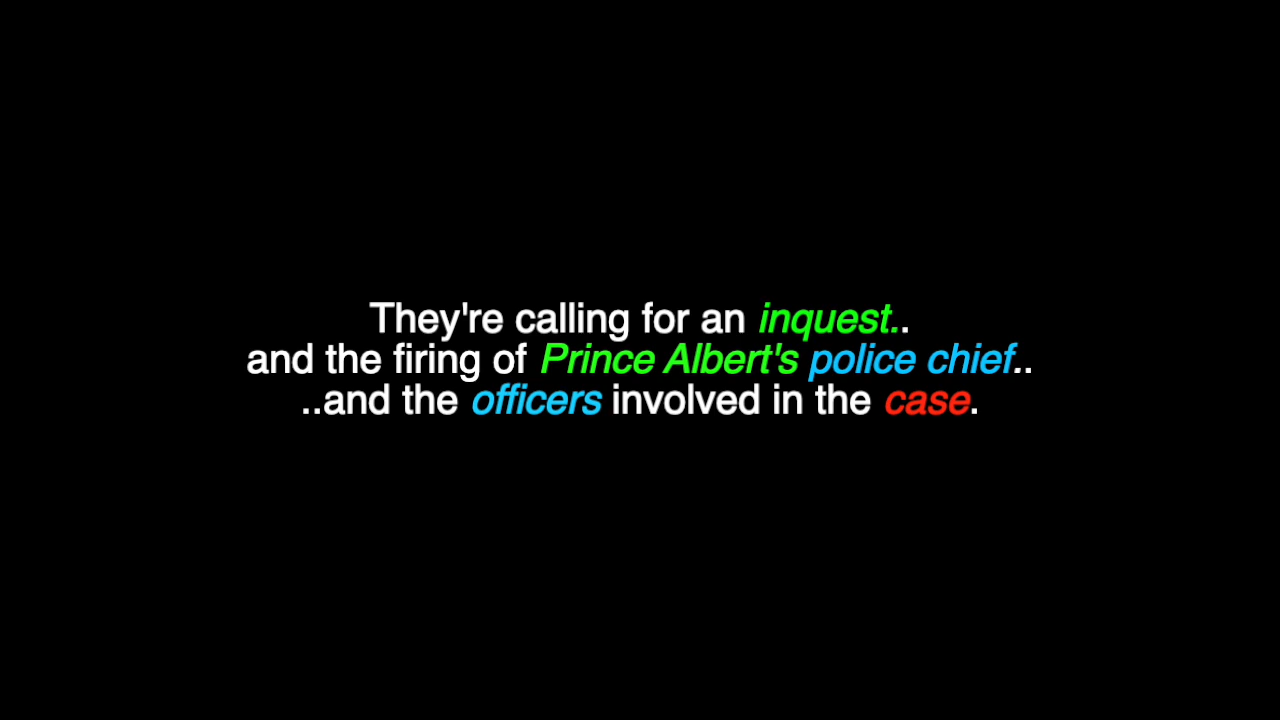 They're calling for an inquest..
and the firing of Prince Albert's police chief..
..and the officers involved in the case.